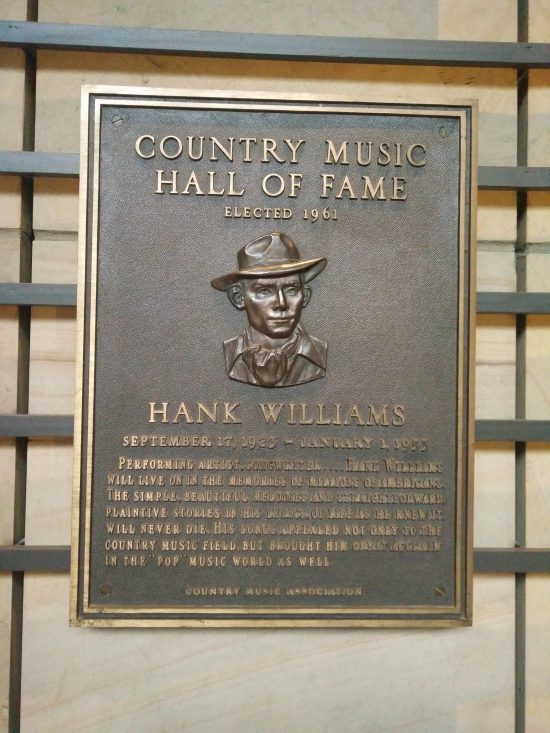 COUNTRY MUSIC
HALL OF FAME
ELECTED 1961
HANK WILLIAMS
SEPTEMBER 17, 1923 – JANUARY 1, 1953
PERFORMING ARTIST, SONGWRITER.... HANK WILLIAMS
WILL LIVE ON IN THE MEMORIES OF MILLIONS OF AMERICANS.
THE SIMPLE, BEAUTIFUL MELODIES AND STRAIGHTFORWARD
PLAINTIVE STORIES IN HIS LYRICS OF LIFE AS HE KNEW IT
WILL NEVER DIE. HIS SONGS APPEALED NOT ONLY TO THE
COUNTRY MUSIC FIELD, BUT BROUGHT HIM GREAT ACCLAIM
IN THE "POP" MUSIC WORLD AS WELL.
COUNTRY MUSIC ASSOCIATION